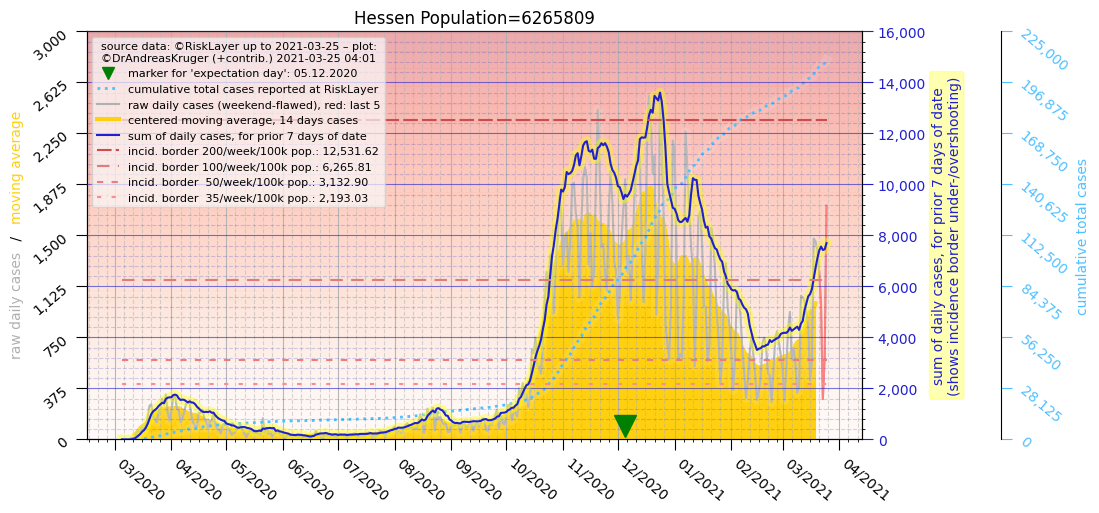 Hessen Population=6265809
source data: ©RiskLayer up to 2021-03-25 – plot:
©DrAndreasKruger (+contrib.) 2021-03-25 04:01
marker for 'expectation day': 05.12.2020
cumulative total cases reported at RiskLayer
raw daily cases (weekend-flawed), red: last 5
centered moving average, 14 days cases
sum of daily cases, for prior 7 days of date
incid. border 200/week/100k pop.: 12,531.62
incid. border 100/week/100k pop.: 6,265.81
incid. border  50/week/100k pop.: 3,132.90
incid. border  35/week/100k pop.: 2,193.03
raw daily cases / moving average
3,000
2,625
2,250
1,875
1,500
1,125
750
375
0
03/2020
04/2020
05/2020
06/2020
07/2020
08/2020
09/2020
10/2020
11/2020
12/2020
01/2021
02/2021
03/2021
04/2021
16,000
14,000
12,000
10,000
8,000
6,000
4,000
2,000
0
sum of daily cases, for prior 7 days of date
(shows incidence border under-/overshooting)
225,000
196,875
168,750
140,625
112,500
84,375
56,250
28,125
0
cumulative total cases